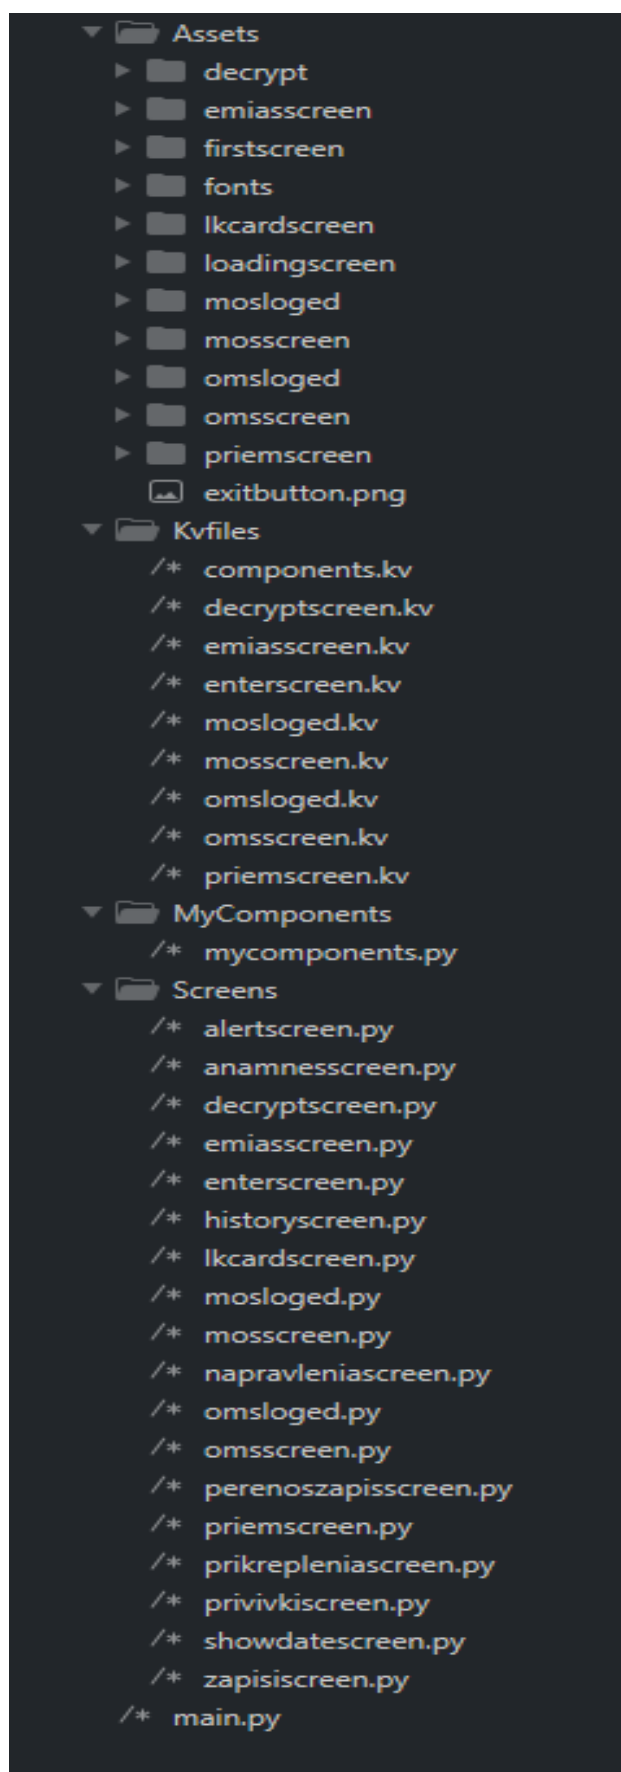 Assets
decrypt
emiasscreen
firstscreen
fonts
lkcardscreen
loadingscreen
mosloged
mosscreen
omsloged
omsscreen
priemscreen
exitbutton.png
Kvfiles
/* components.kv
/* decryptscreen.kv
/* emiasscreen.kv
/* enterscreen.kv
/* mosloged.kv
/* mosscreen.kv
/* omsloged.kv
/* omsscreen.kv
/* priemscreen.kv
MyComponents
/* mycomponents.py
Screens
/* alertscreen.py
/* anamnesscreen.py
/* decryptscreen.py
/* emiasscreen.py
/* enterscreen.py
/* historyscreen.py
/* lkcardscreen.py
/* mosloged.py
/* mosscreen.py
/* napravleniascreen.py
/* omsloged.py
/* omsscreen.py
/* perenoszapisscreen.py
/* priemscreen.py
/* prikrepleniascreen.py
/* privivkiscreen.py
/* showdatescreen.py
/* zapisiscreen.py
/* main.py